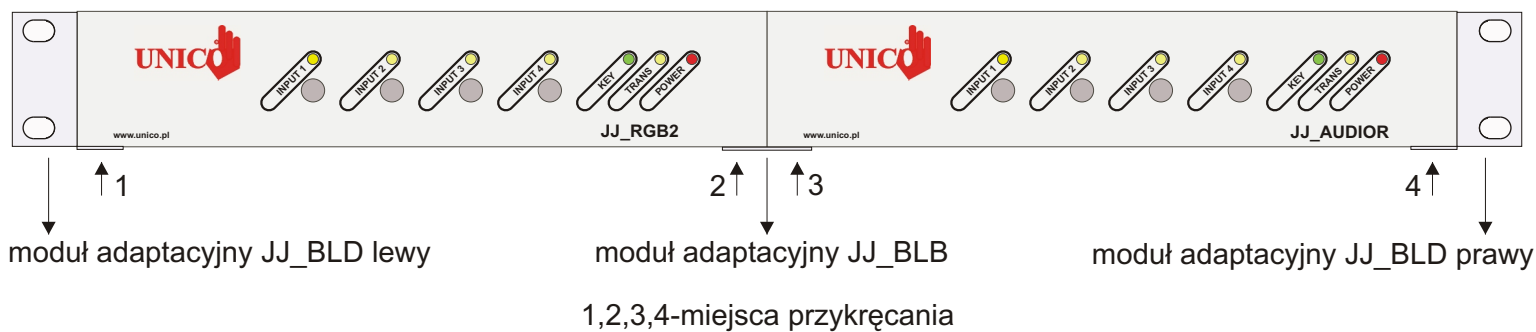 UNICO
INPUT 1
INPUT 2
INPUT 3
INPUT 4
KEY
TRANS
POWER
www.unico.pl
JJ_RGB2
UNICO
INPUT 1
INPUT 2
INPUT 3
INPUT 4
KEY
TRANS
POWER
www.unico.pl
JJ_AUDIOR
1
2
3
4
moduł adaptacyjny JJ_BLD lewy
moduł adaptacyjny JJ_BLB
moduł adaptacyjny JJ_BLD prawy
1,2,3,4-miejsca przykręcania